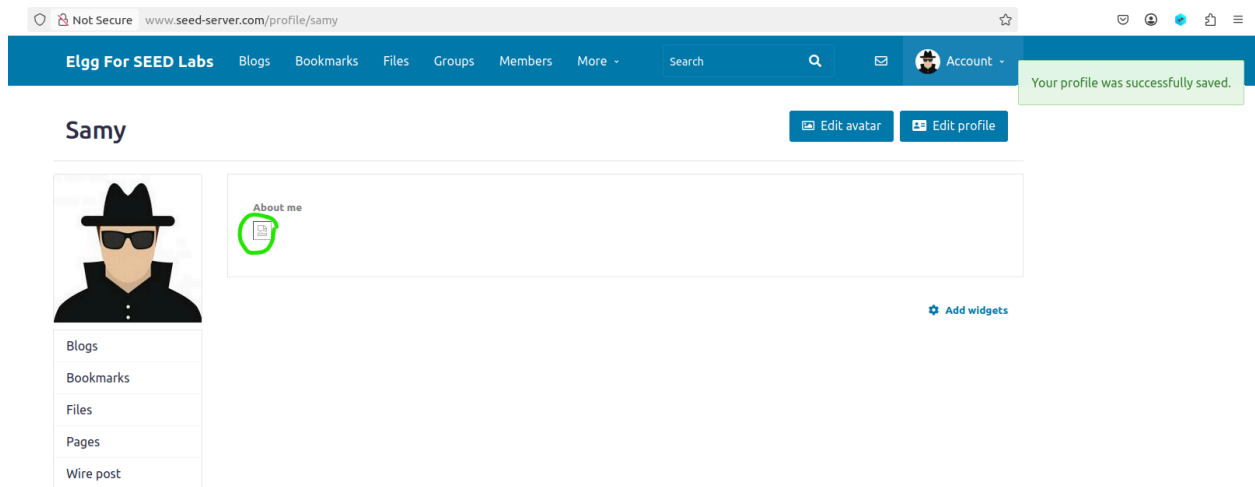 Not Secure www.seed-server.com/profile/samy
Elgg For SEED Labs Blogs Bookmarks Files Groups Members More Search Account
Your profile was successfully saved.
Samy Edit avatar Edit profile
About me
Add widgets
Blogs
Bookmarks
Files
Pages
Wire post